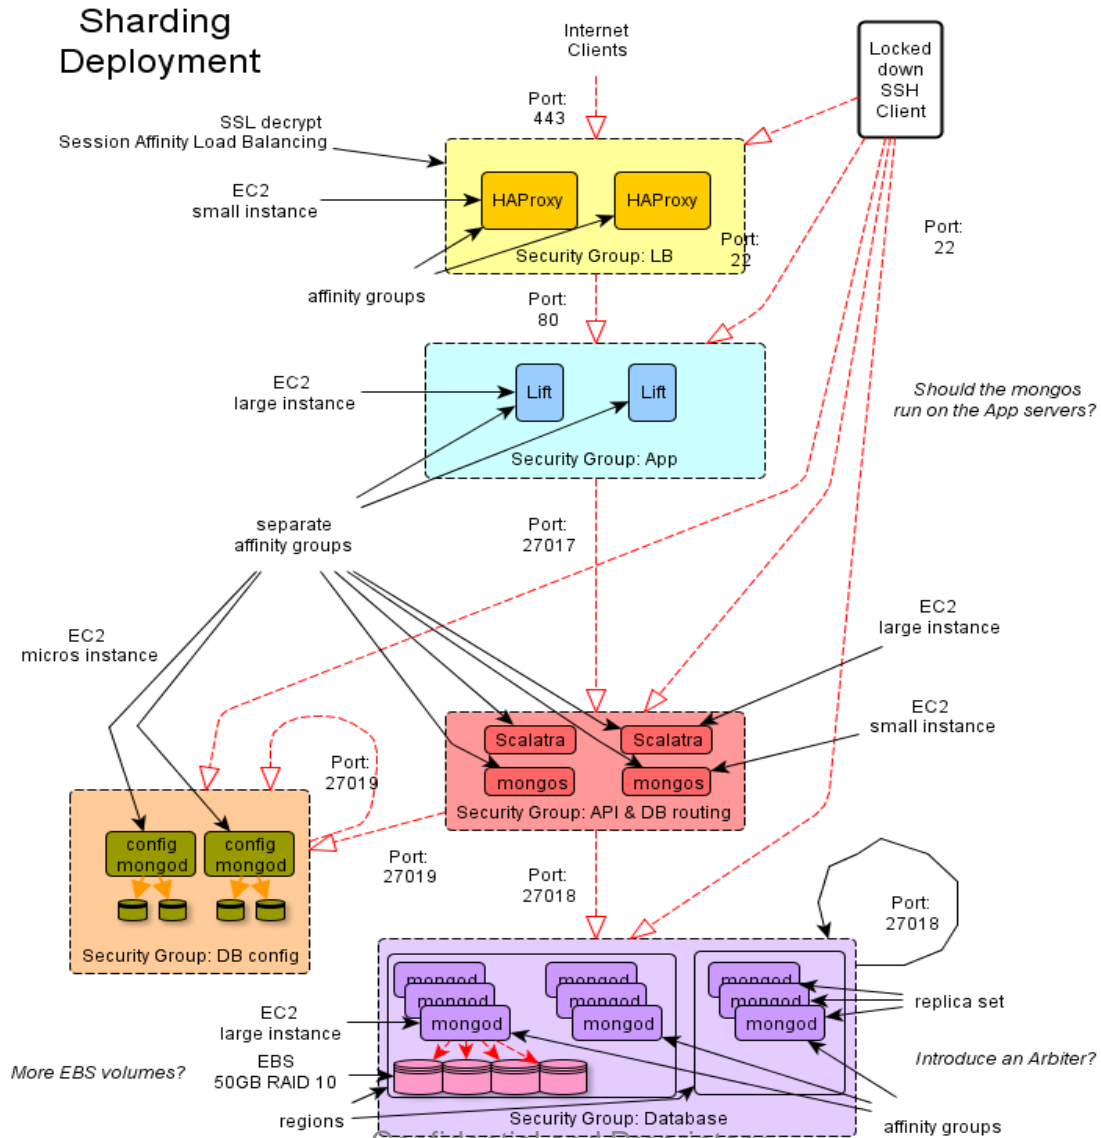 Sharding
Deployment
Internet
Clients
Locked
down
SSH
Client
Port:
443
SSL decrypt
Session Affinity Load Balancing
EC2
small instance
HAProxy
HAProxy
Port:
22
Port:
22
Security Group: LB
affinity groups
Port:
80
EC2
large instance
Lift
Lift
Should the mongos
run on the App servers?
Security Group: App
separate
affinity groups
Port:
27017
EC2
micros instance
EC2
large instance
EC2
small instance
Scalatra
Scalatra
mongos
mongos
Security Group: API & DB routing
Port:
27019
config
mongod
config
mongod
Port:
27019
Port:
27018
Port:
27018
Security Group: DB config
mongod
mongod
mongod
mongod
mongod
mongod
mongod
mongod
mongod
replica set
EC2
large instance
EBS
50GB RAID 10
More EBS volumes?
Introduce an Arbiter?
regions
Security Group: Database
affinity groups